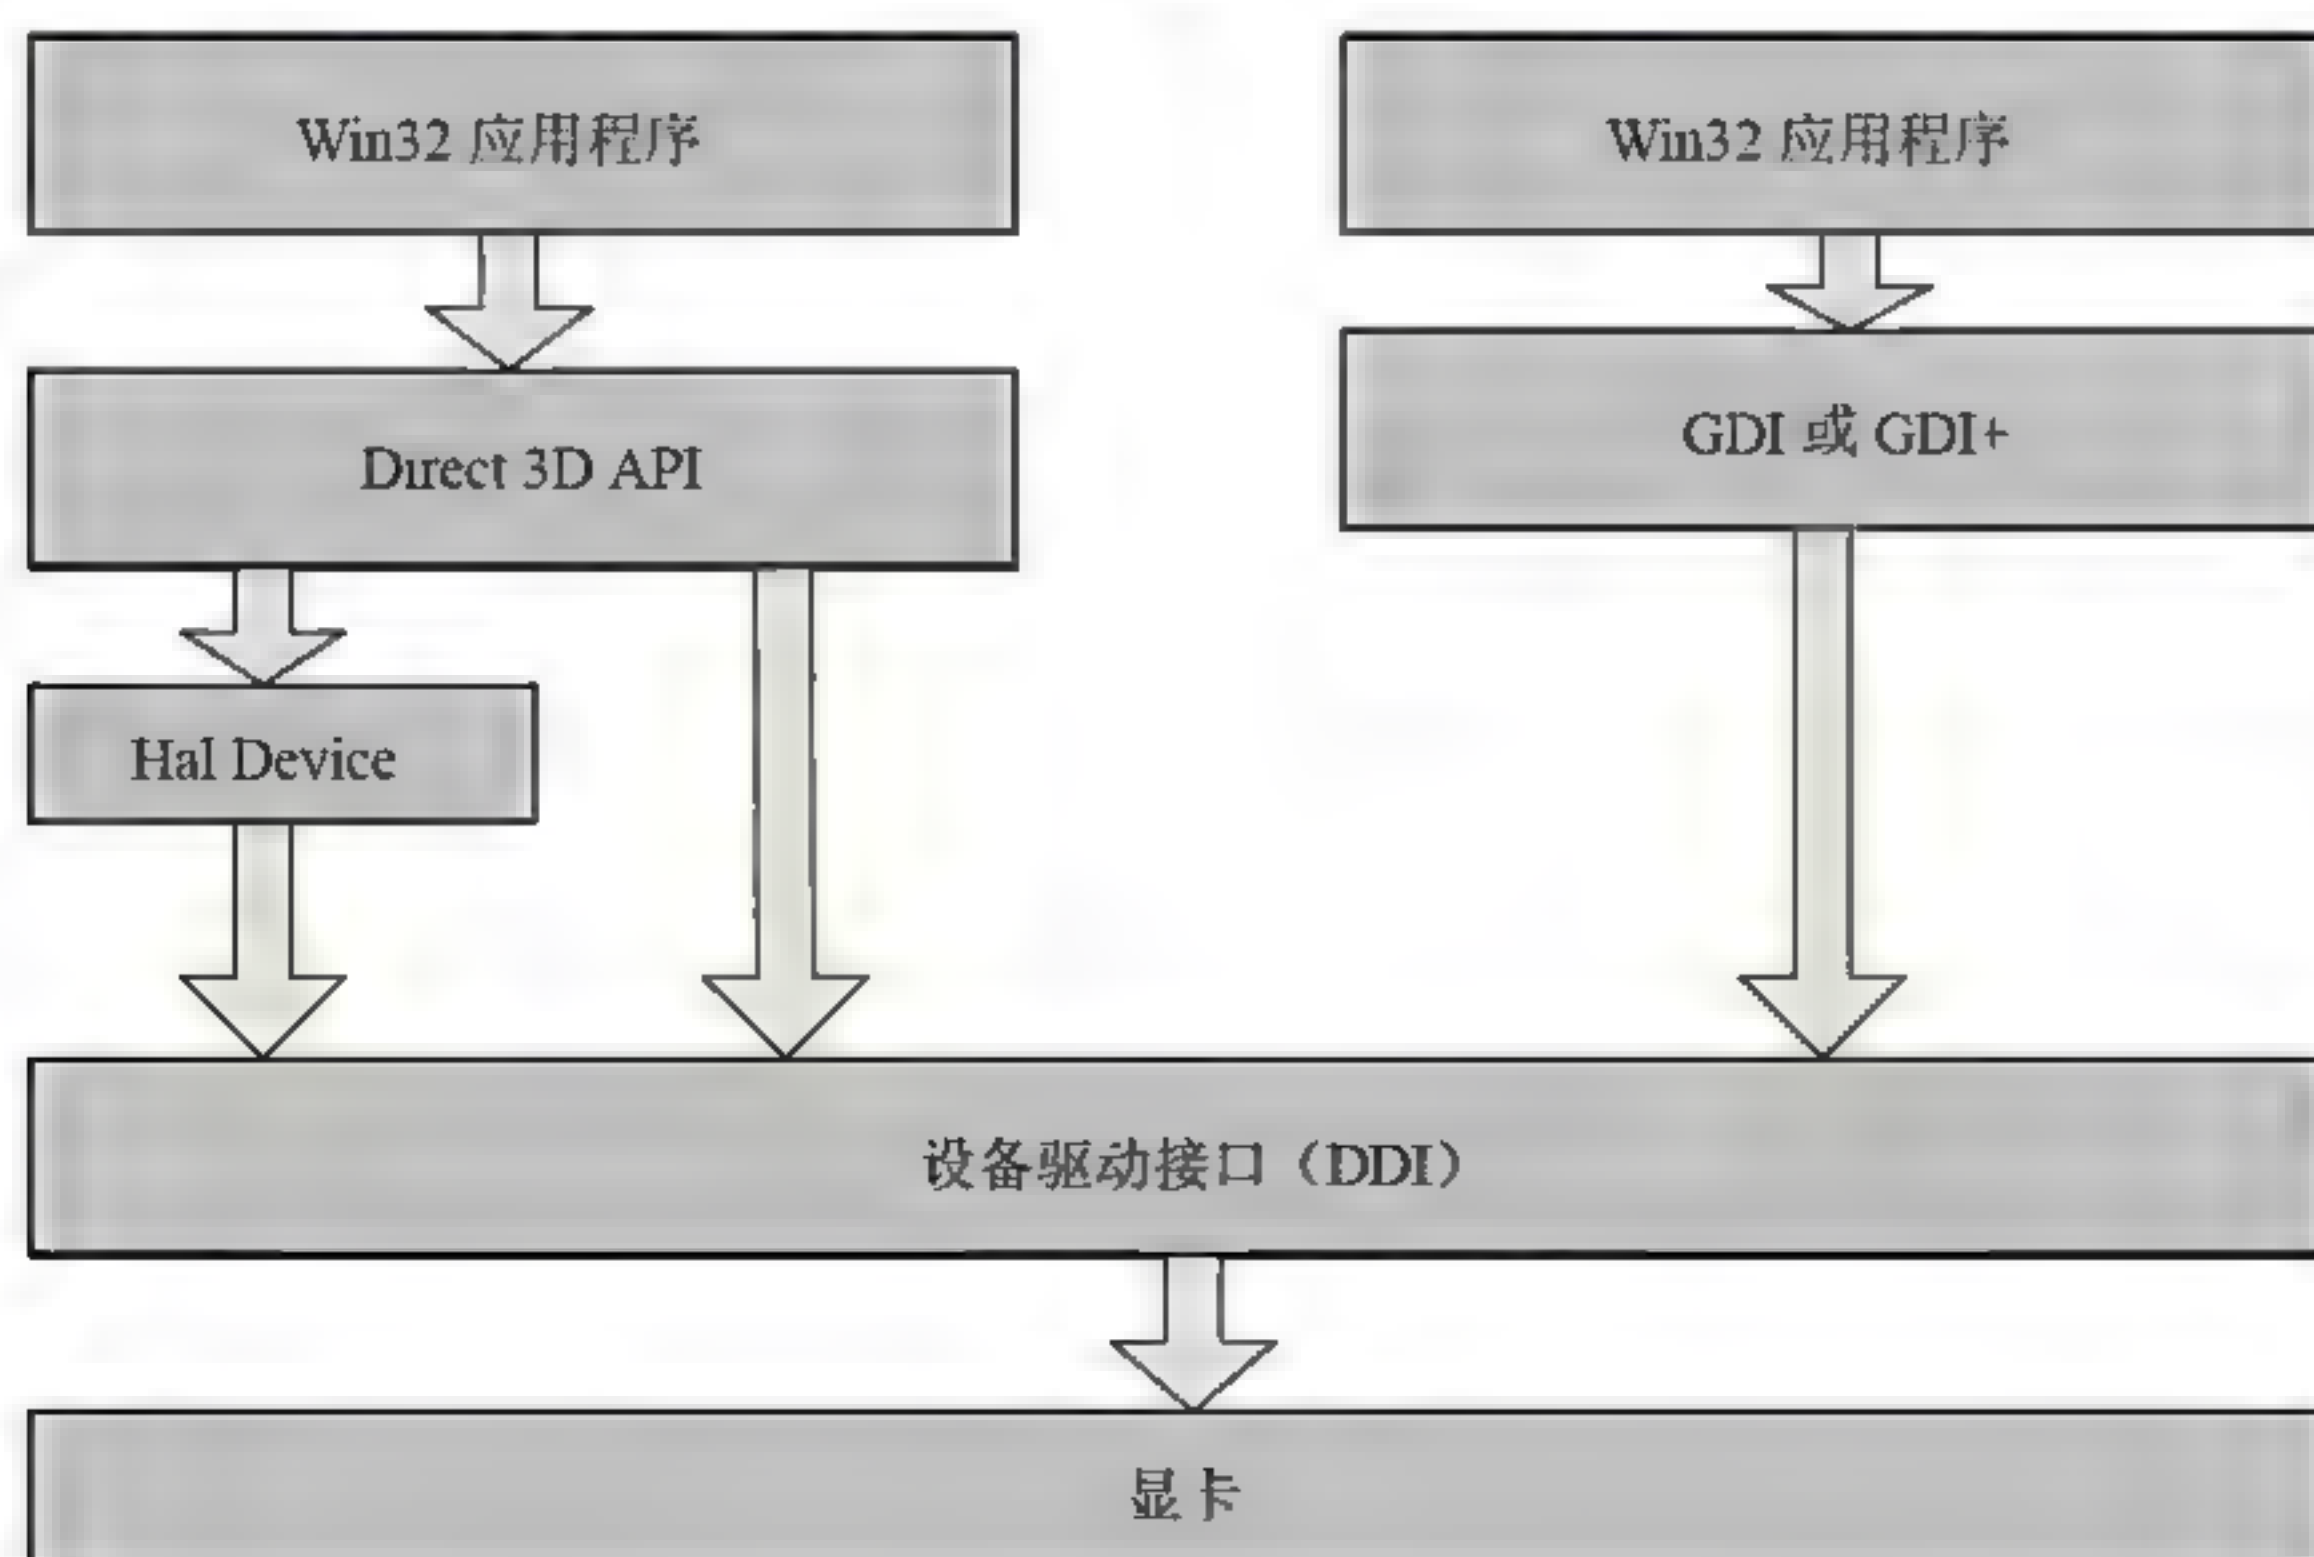 Win32 应用程序
Win32 应用程序
Direct 3D API
GDI 或 GDI+
Hal Device
设备驱动接口（DDI）
显卡